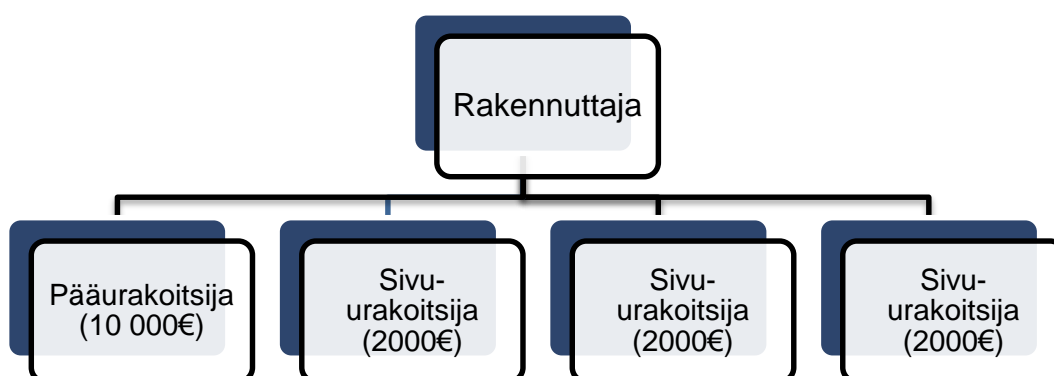 Rakennuttaja
Pääurakoitsija
(10 000€)
Sivu-
urakoitsija
(2000€)
Sivu-
urakoitsija
(2000€)
Sivu-
urakoitsija
(2000€)